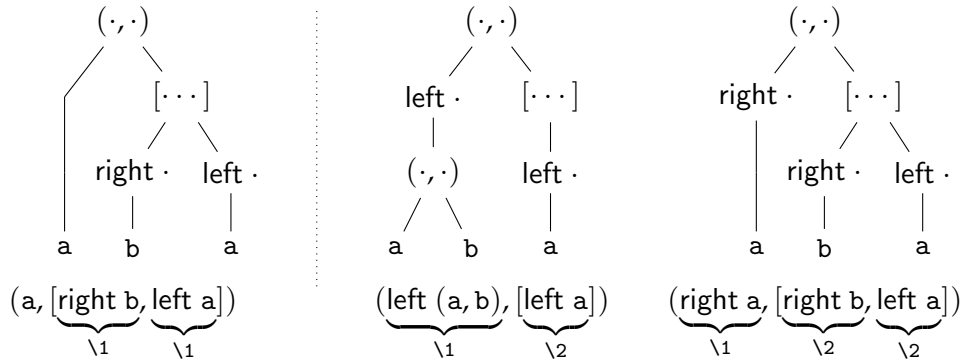 (·, ·) (·, ·) (·, ·)
[· · ·] left · [· · ·] right · [· · ·]
right · left · (·, ·) left · right · left ·
a b a a b a a b a
(a, [right b, left a]) (left (a, b), [left a]) (right a, [right b, left a])
\1 \1 \1 \2 \1 \2 \2